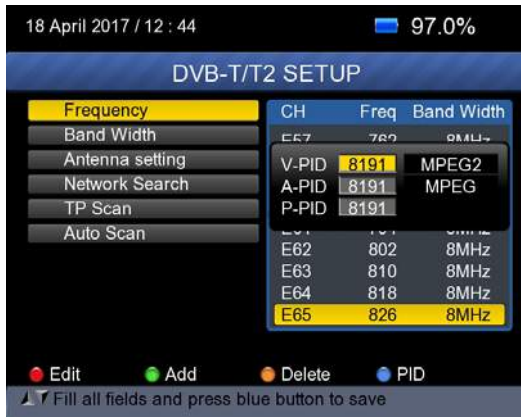 18 April 2017 / 12 : 44 97.0%
DVB-T/T2 SETUP
Frequency
Band Width
Antenna setting
Network Search
TP Scan
Auto Scan
CH Freq Band Width
E57 762 8MHz
V-PID 8191 MPEG2
A-PID 8191 MPEG
P-PID 8191
E62 802 8MHz
E63 810 8MHz
E64 818 8MHz
E65 826 8MHz
Edit Add Delete PID
Fill all fields and press blue button to save